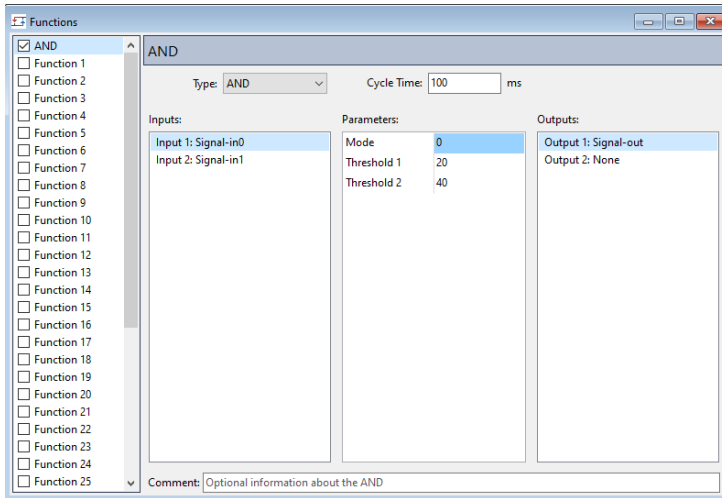 Functions
AND
Function 1
Function 2
Function 3
Function 4
Function 5
Function 6
Function 7
Function 8
Function 9
Function 10
Function 11
Function 12
Function 13
Function 14
Function 15
Function 16
Function 17
Function 18
Function 19
Function 20
Function 21
Function 22
Function 23
Function 24
Function 25
AND
Type: AND Cycle Time: 100 ms
Inputs:
Input 1: Signal-in0
Input 2: Signal-in1
Parameters:
Mode 0
Threshold 1 20
Threshold 2 40
Outputs:
Output 1: Signal-out
Output 2: None
Comment: Optional information about the AND